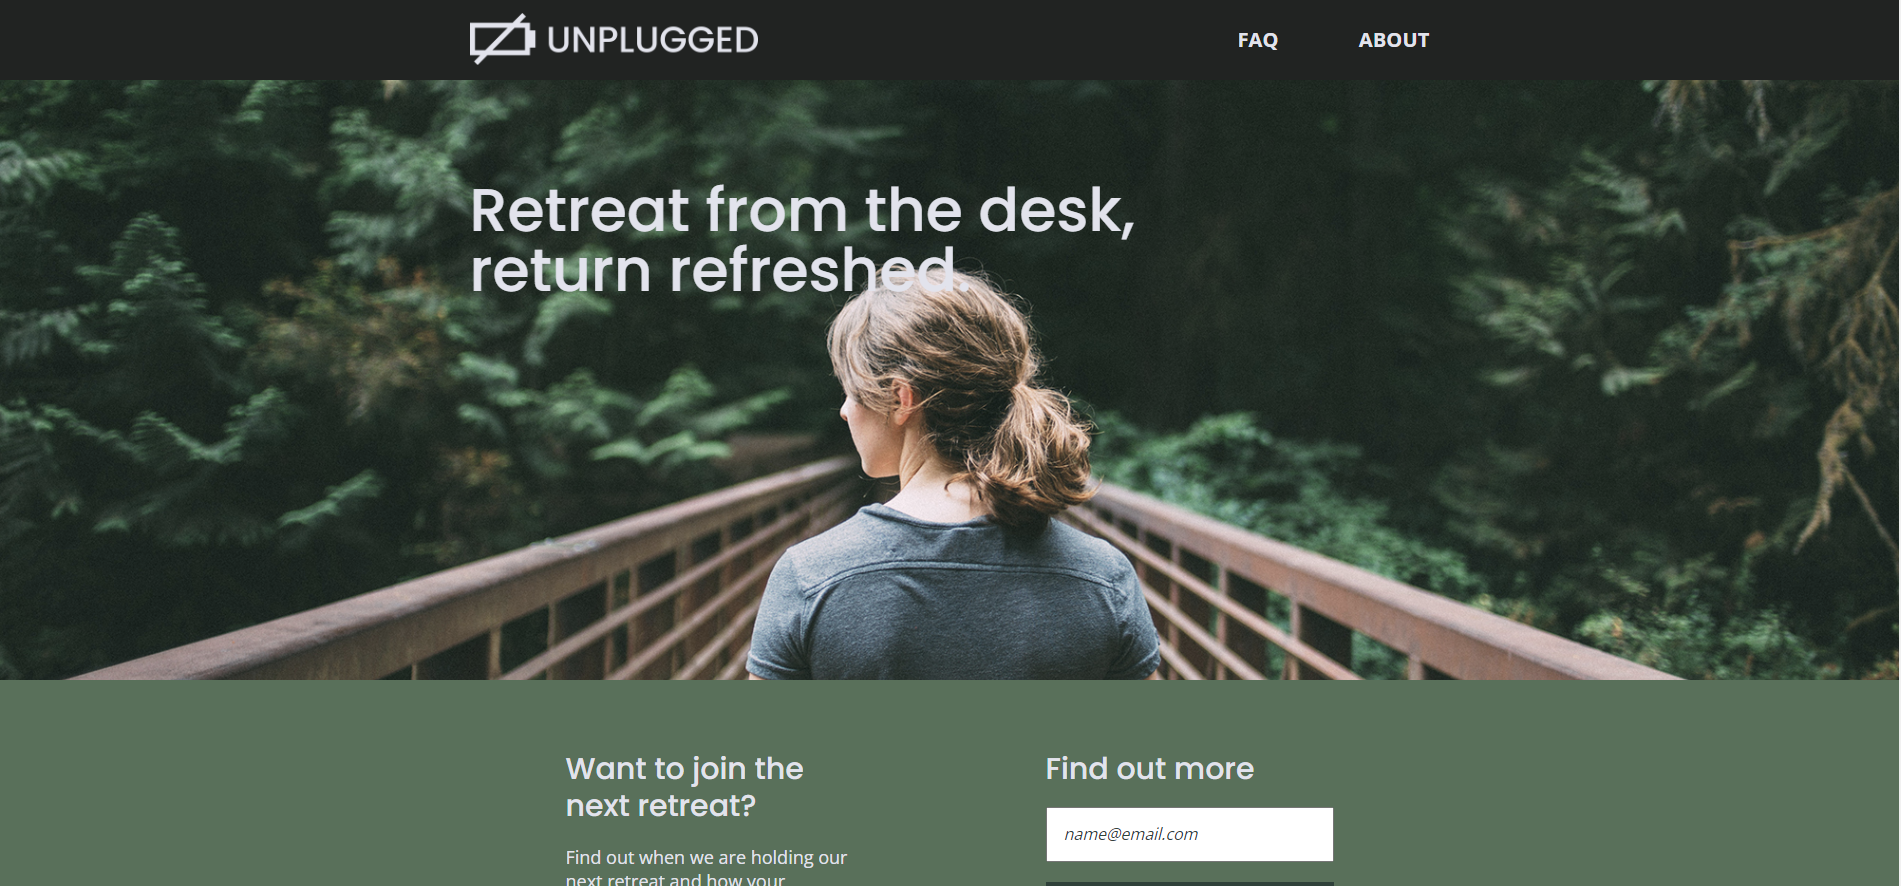 UNPLUGGED
FAQ
ABOUT
Retreat from the desk,
return refreshed.
Want to join the
next retreat?
Find out when we are holding our
next retreat and how your
Find out more
name@email.com